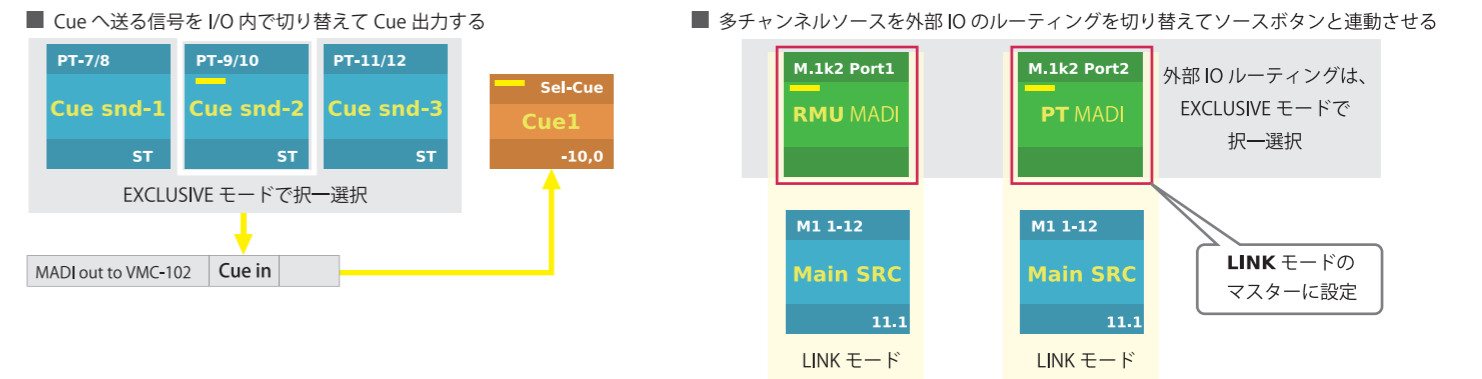 ■ Cue へ送る信号を I/O 内で切り替えて Cue 出力する
PT-7/8
Cue snd-1
ST
PT-9/10
Cue snd-2
ST
PT-11/12
Cue snd-3
ST
EXCLUSIVE モードで択一選択
Sel-Cue
Cue1
-10,0
MADI out to VMC-102
Cue in
■ 多チャンネルソースを外部 IO のルーティングを切り替えてソースボタンと連動させる
M.1k2 Port1
RMU MADI
M.1k2 Port2
PT MADI
外部 IO ルーティングは、
EXCLUSIVE モードで
択一選択
M1 1-12
Main SRC
11.1
LINK モード
M1 1-12
Main SRC
11.1
LINK モード
LINK モードの
マスターに設定